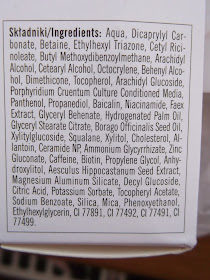 Składniki/Ingredients: Aqua, Dicaprylyl Car-
bonate, Betaine, Ethylhexyl Triazone, Cetyl Ricin-
oleate, Butyl Methoxydibenzoylmethane, Arachidyl
Alcohol, Cetearyl Alcohol, Octocrylene, Behenyl Alco-
hol, Dimethicone, Tocopherol, Arachidyl Glucoside,
Porphyridium Cruentum Culture Conditioned Media,
Panthenol, Propanediol, Baicalin, Niacinamide, Faex
Extract, Glyceryl Behenate, Hydrogenated Palm Oil,
Glyceryl Stearate Citrate, Borago Officinalis Seed Oil,
Xylitylglucoside, Squalane, Xylitol, Cholesterol, Al-
lantoin, Ceramide NP, Ammonium Glycyrrhizate, Zinc
Gluconate, Caffeine, Biotin, Propylene Glycol, Anhy-
droxylitol, Aesculus Hippocastanum Seed Extract,
Magnesium Aluminum Silicate, Decyl Glucoside,
Citric Acid, Potassium Sorbate, Tocopheryl Acetate,
Sodium Benzoate, Silica, Mica, Phenoxyethanol,
Ethylhexylglycerin, CI 77891, CI 77492, CI 77491, CI
77499.